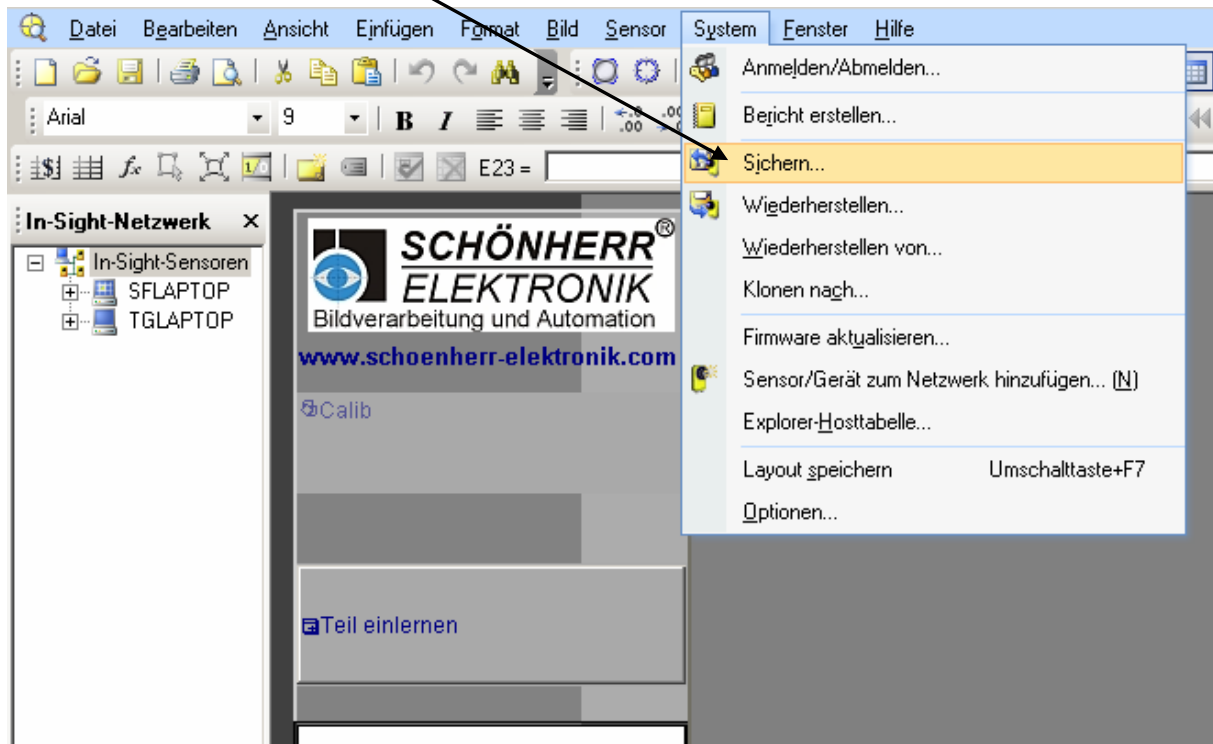 Datei Bearbeiten Ansicht Einfügen Format Bild Sensor System Fenster Hilfe
Arial 9 B I
$ fx E23 =
Anmelden/Abmelden...
Bericht erstellen...
Sichern...
Wiederherstellen...
Wiederherstellen von...
Klonen nach...
Firmware aktualisieren...
Sensor/Gerät zum Netzwerk hinzufügen... (N)
Explorer-Hosttabelle...
Layout speichern Umschalttaste+F7
Optionen...
In-Sight-Netzwerk ×
In-Sight-Sensoren
SFLAPTOP
TGLAPTOP
SCHÖNHERR®
ELEKTRONIK
Bildverarbeitung und Automation
www.schoenherr-elektronik.com
Calib
Teil einlernen